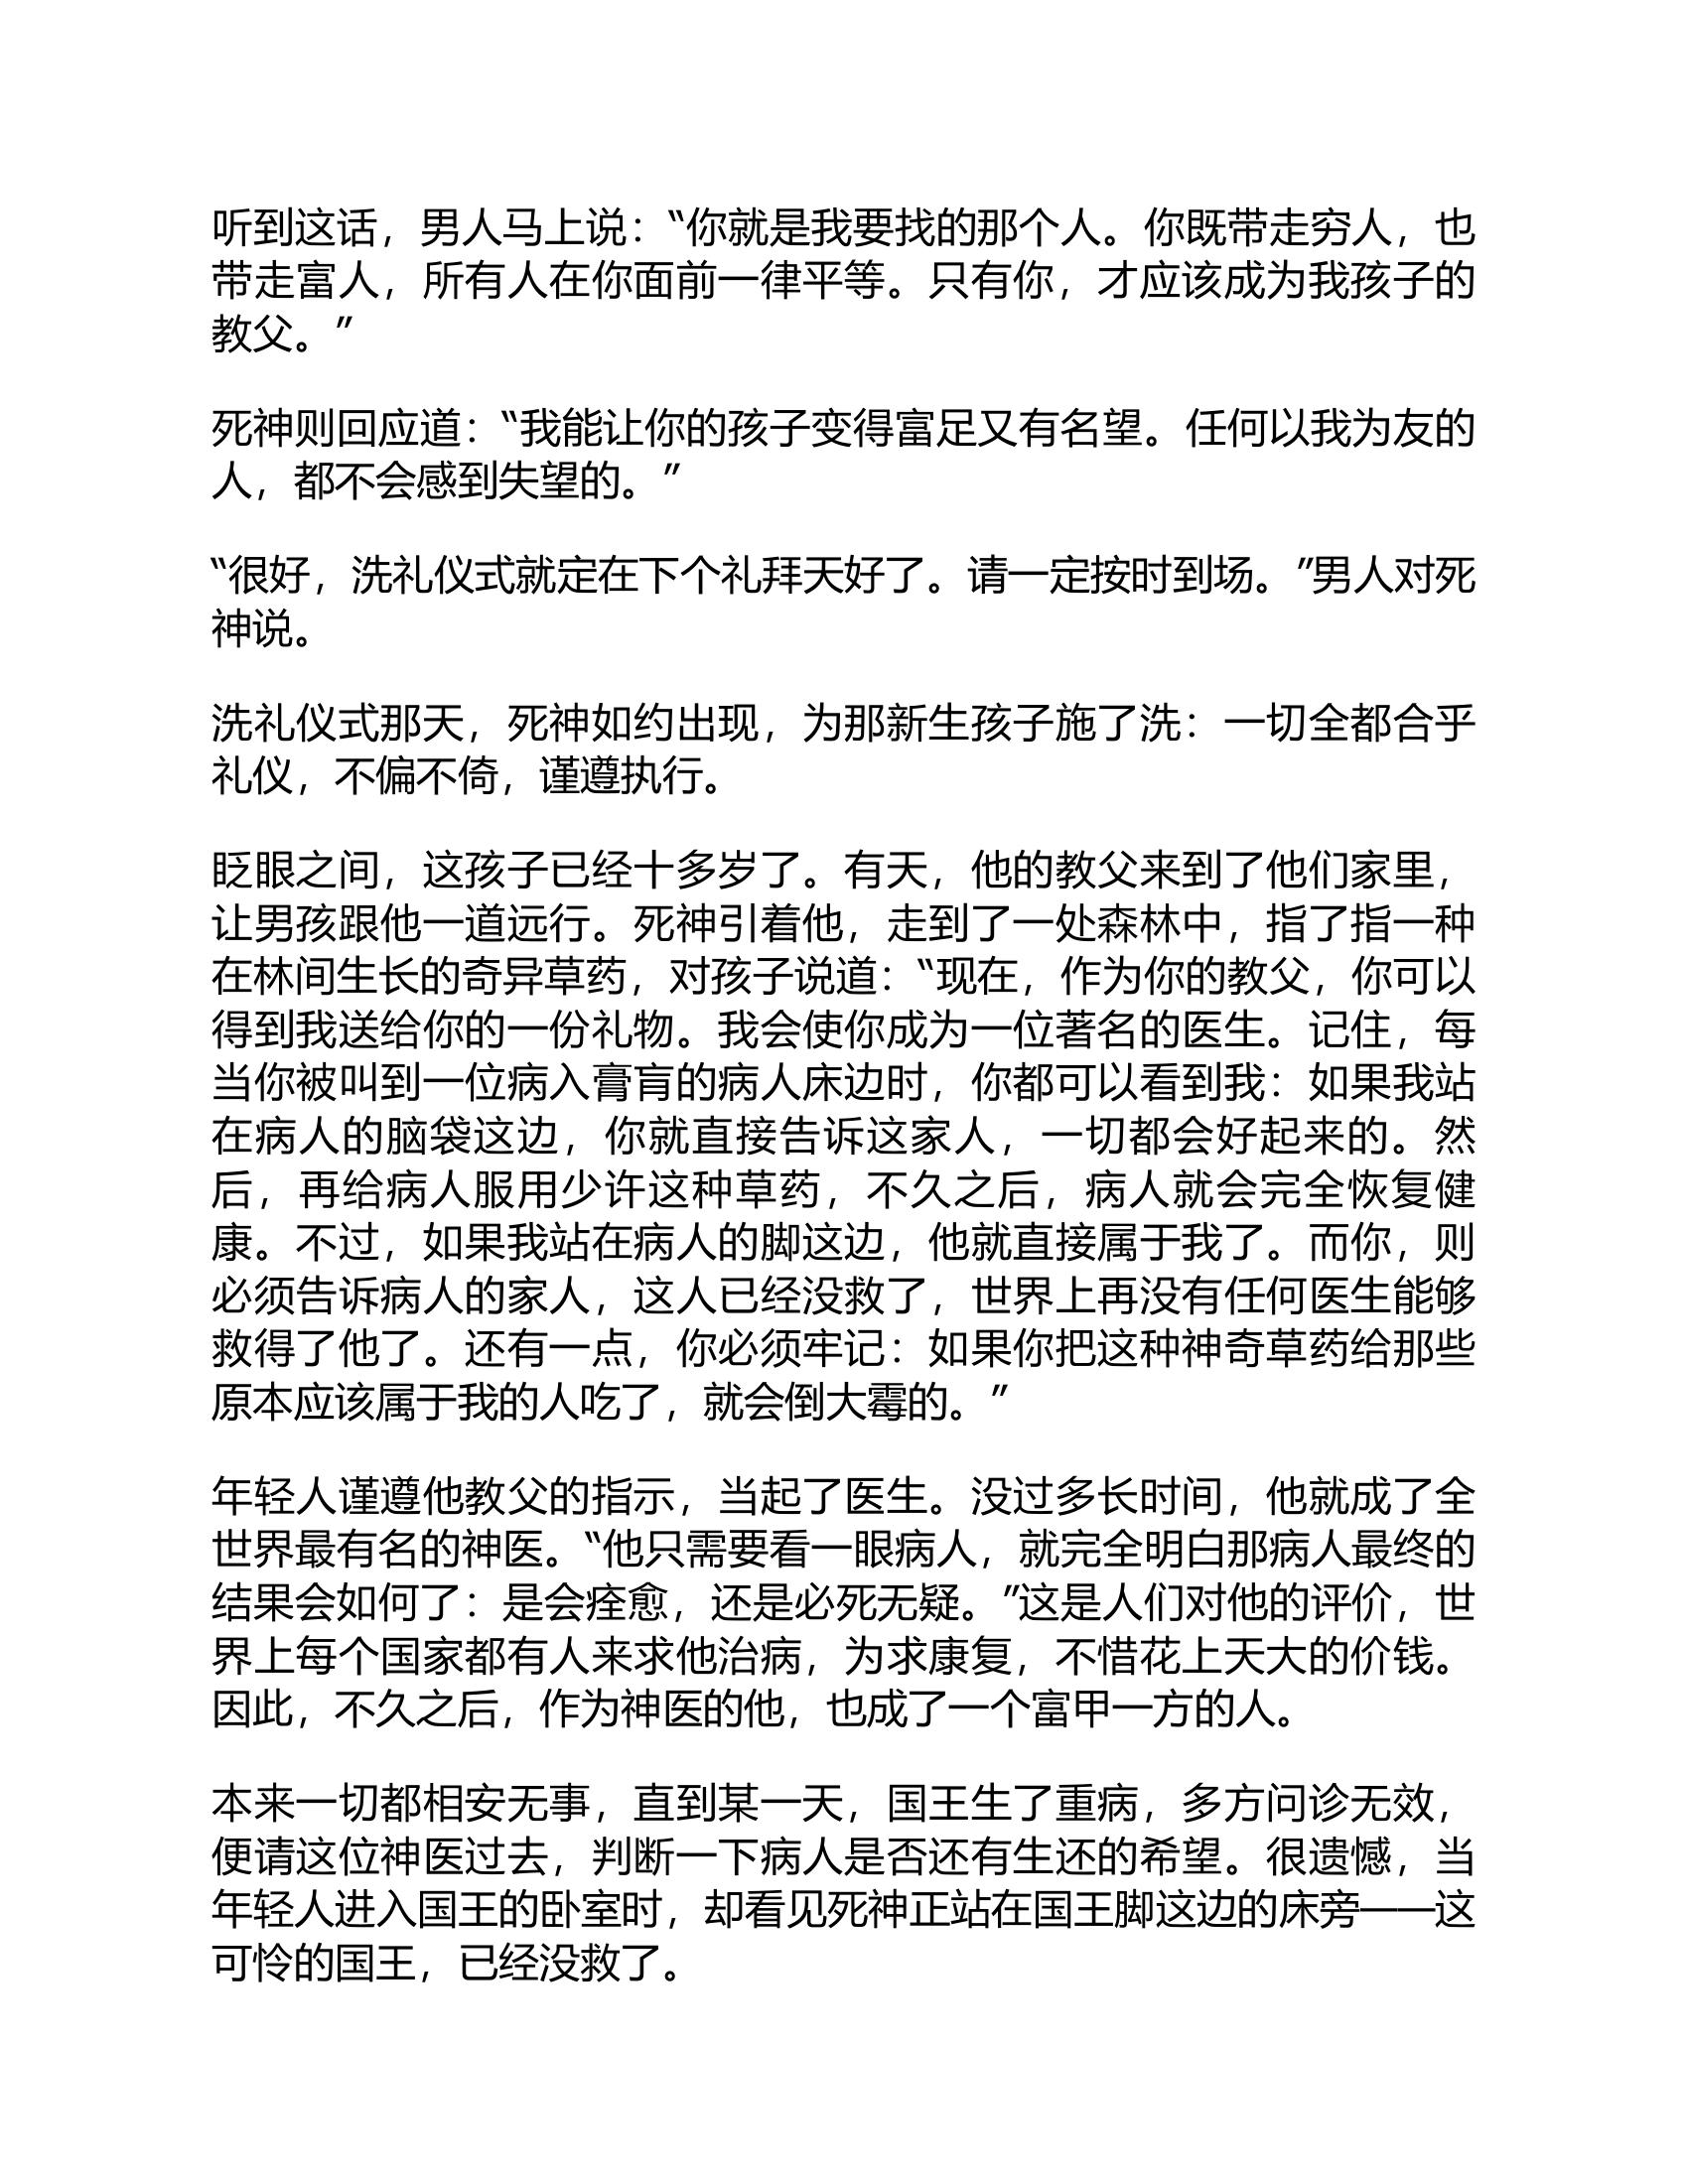 听到这话，男人马上说：“你就是我要找的那个人。你既带走穷人，也
带走富人，所有人在你面前一律平等。只有你，才应该成为我孩子的
教父。”
死神则回应道：“我能让你的孩子变得富足又有名望。任何以我为友的
人，都不会感到失望的。”
“很好，洗礼仪式就定在下个礼拜天好了。请一定按时到场。”男人对死
神说。
洗礼仪式那天，死神如约出现，为那新生孩子施了洗：一切全都合乎
礼仪，不偏不倚，谨遵执行。
眨眼之间，这孩子已经十多岁了。有天，他的教父来到了他们家里，
让男孩跟他一道远行。死神引着他，走到了一处森林中，指了指一种
在林间生长的奇异草药，对孩子说道：“现在，作为你的教父，你可以
得到我送给你的一份礼物。我会使你成为一位著名的医生。记住，每
当你被叫到一位病入膏肓的病人床边时，你都可以看到我：如果我站
在病人的脑袋这边，你就直接告诉这家人，一切都会好起来的。然
后，再给病人服用少许这种草药，不久之后，病人就会完全恢复健
康。不过，如果我站在病人的脚这边，他就直接属于我了。而你，则
必须告诉病人的家人，这人已经没救了，世界上再没有任何医生能够
救得了他了。还有一点，你必须牢记：如果你把这种神奇草药给那些
原本应该属于我的人吃了，就会倒大霉的。”
年轻人谨遵他教父的指示，当起了医生。没过多长时间，他就成了全
世界最有名的神医。“他只需要看一眼病人，就完全明白那病人最终的
结果会如何了：是会痊愈，还是必死无疑。”这是人们对他的评价，世
界上每个国家都有人来求他治病，为求康复，不惜花上天大的价钱。
因此，不久之后，作为神医的他，也成了一个富甲一方的人。
本来一切都相安无事，直到某一天，国王生了重病，多方问诊无效，
便请这位神医过去，判断一下病人是否还有生还的希望。很遗憾，当
年轻人进入国王的卧室时，却看见死神正站在国王脚这边的床旁——这
可怜的国王，已经没救了。